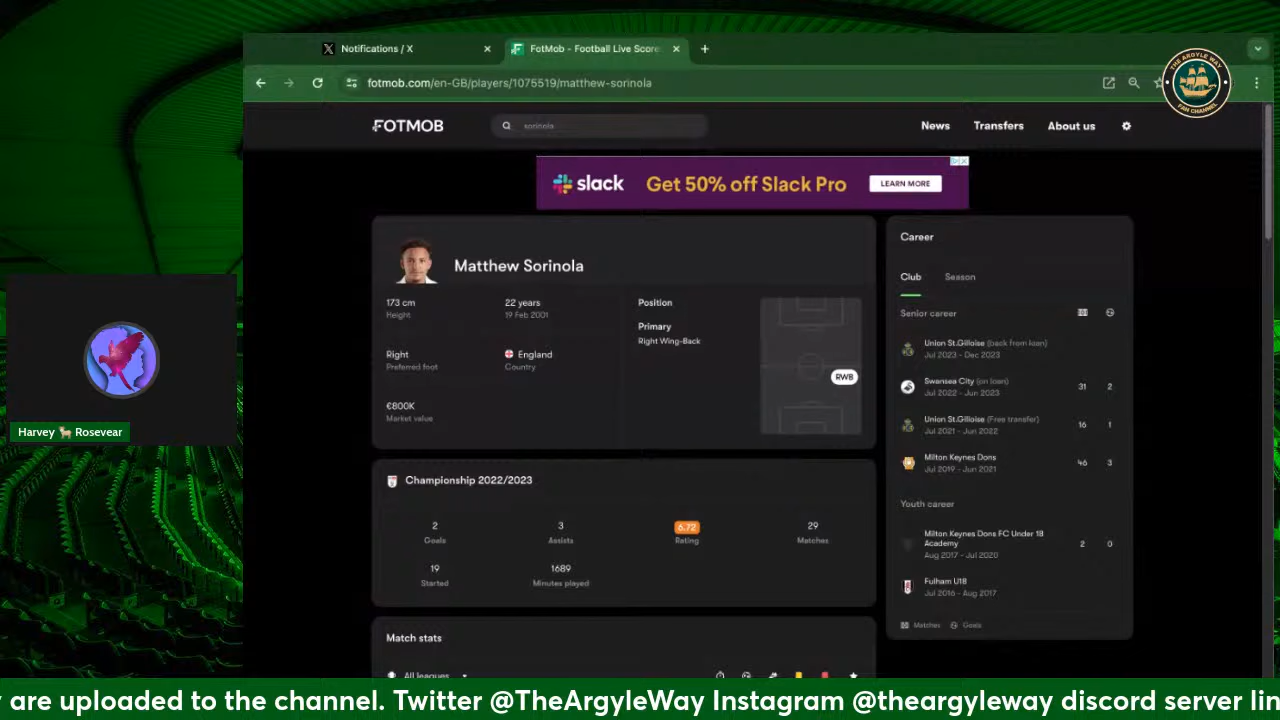 Notifications / X
FotMob - Football Live Score
fotmob.com/en-GB/players/1075519/matthew-sorinola
THE ARGYLE WAY
FAN CHANNEL
FOTMOB
sorinola
News
Transfers
About us
slack
Get 50% off Slack Pro
LEARN MORE
Matthew Sorinola
173 cm
Height
22 years
19 Feb 2001
Right
Preferred foot
England
Country
€800K
Market value
Position
Primary
Right Wing-Back
RWB
Career
Club
Season
Senior career
Union St.Gilloise (back from loan)
Jul 2023 - Dec 2023
Swansea City (on loan)
31
2
Jul 2022 - Jun 2023
Union St.Gilloise (Free transfer)
16
1
Jul 2021 - Jun 2022
Milton Keynes Dons
46
3
Jul 2019 - Jun 2021
Youth career
Milton Keynes Dons FC Under 18
Academy
2
0
Aug 2017 - Jul 2020
Fulham U18
Jul 2016 - Aug 2017
Matches
Goals
Championship 2022/2023
2
Goals
3
Assists
6.72
Rating
29
Matches
19
Started
1689
Minutes played
Match stats
All leagues
Harvey 🐐 Rosevear
y are uploaded to the channel. Twitter @TheArgyleWay Instagram @theargyleway discord server lin